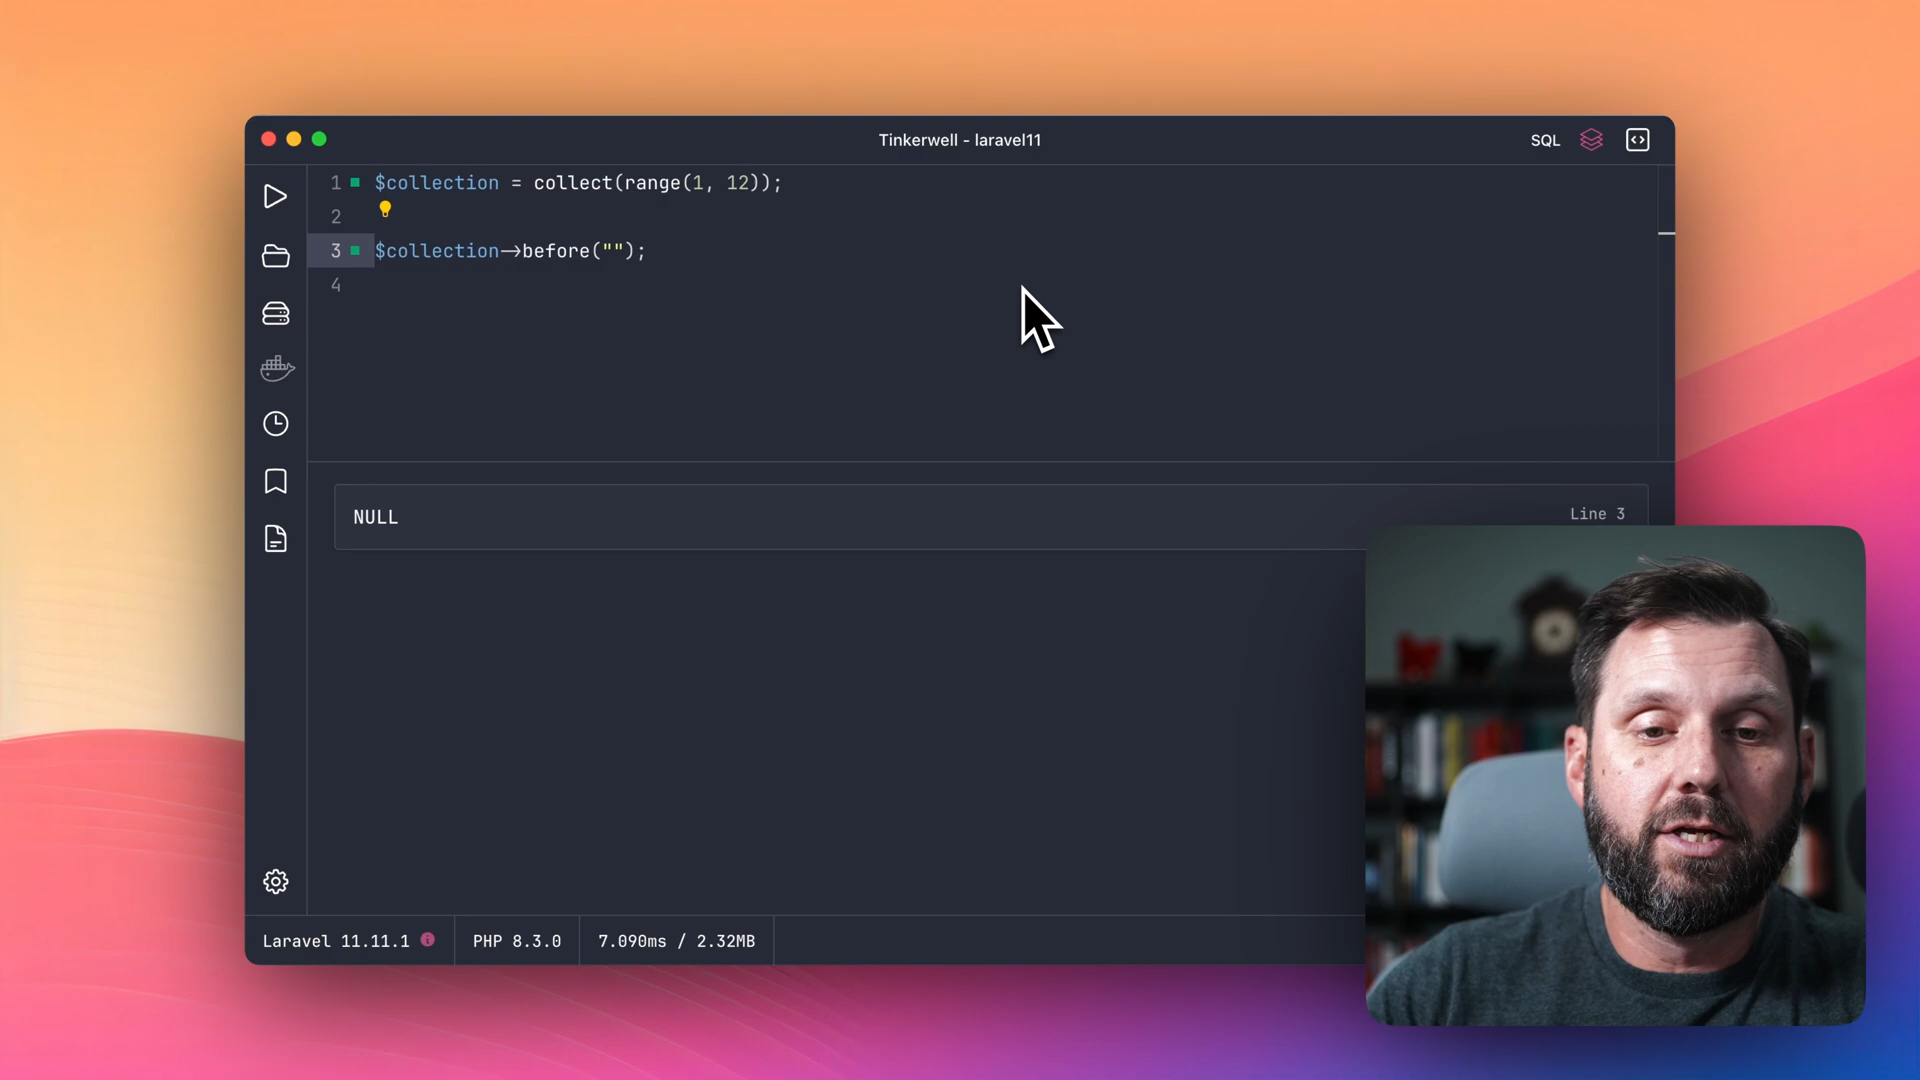 Tinkerwell - laravel11
SQL
1 $collection = collect(range(1, 12));
2
3 $collection->before("");
4
NULL
Line 3
Laravel 11.11.1
PHP 8.3.0
7.090ms / 2.32MB